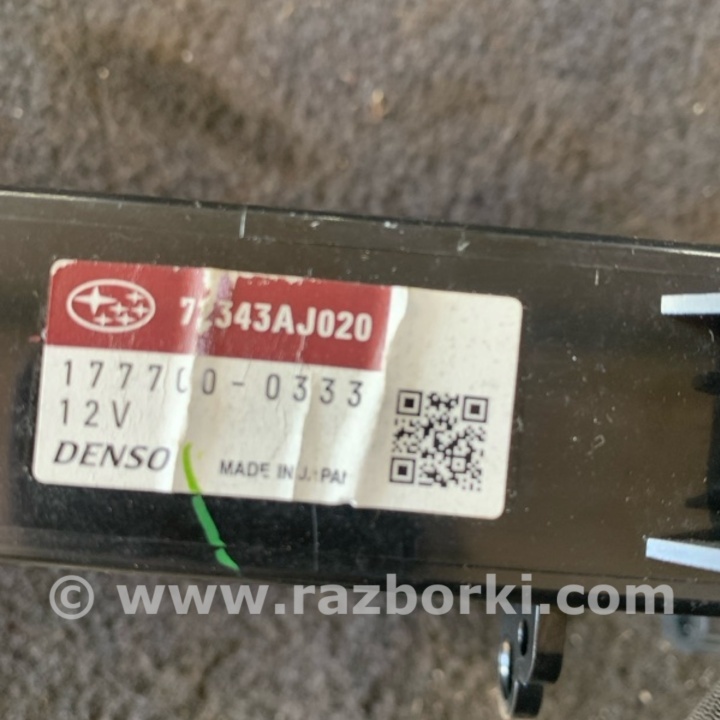 72343AJ020
177700-0333
12V
DENSO
MADE IN JAPAN
© www.razborki.com